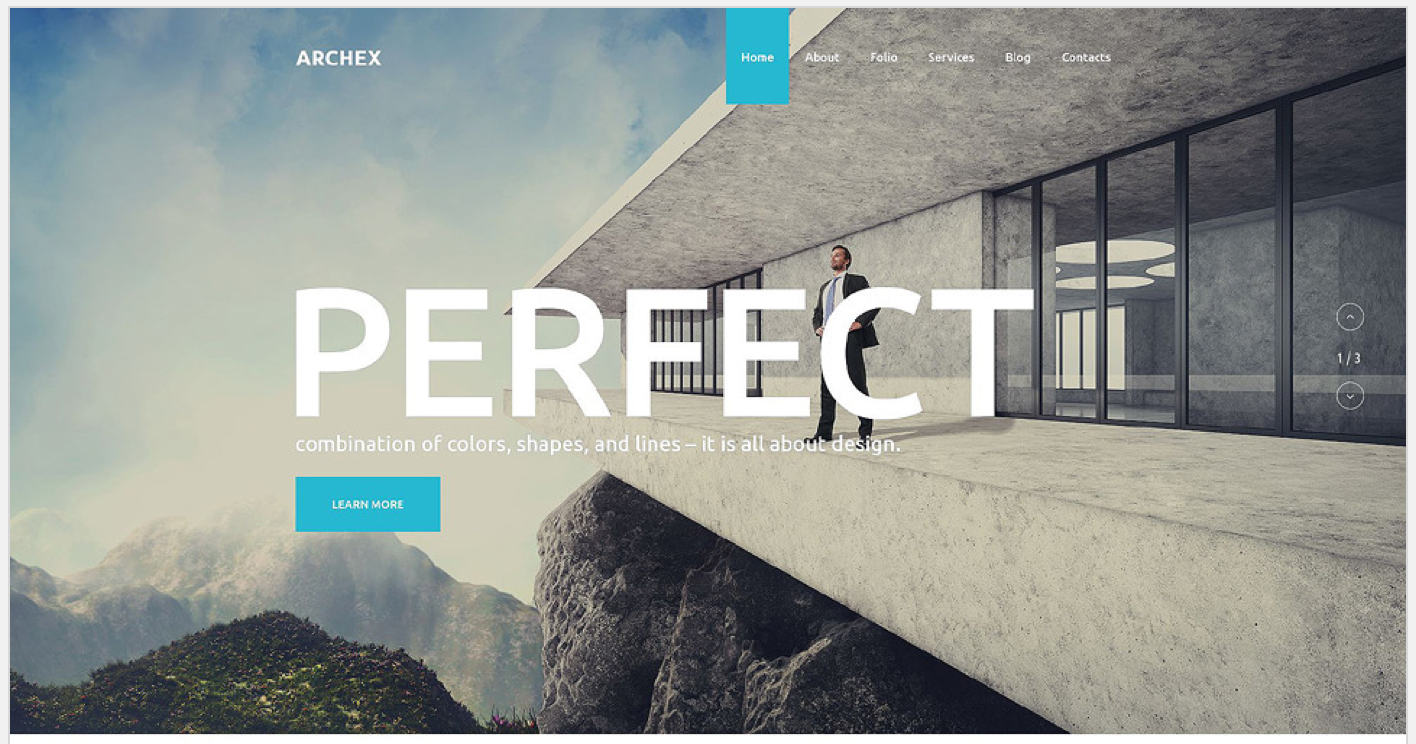 ARCHEX
Home About Folio Services Blog Contacts
PERFECT
1 / 3
combination of colors, shapes, and lines – it is all about design.
LEARN MORE